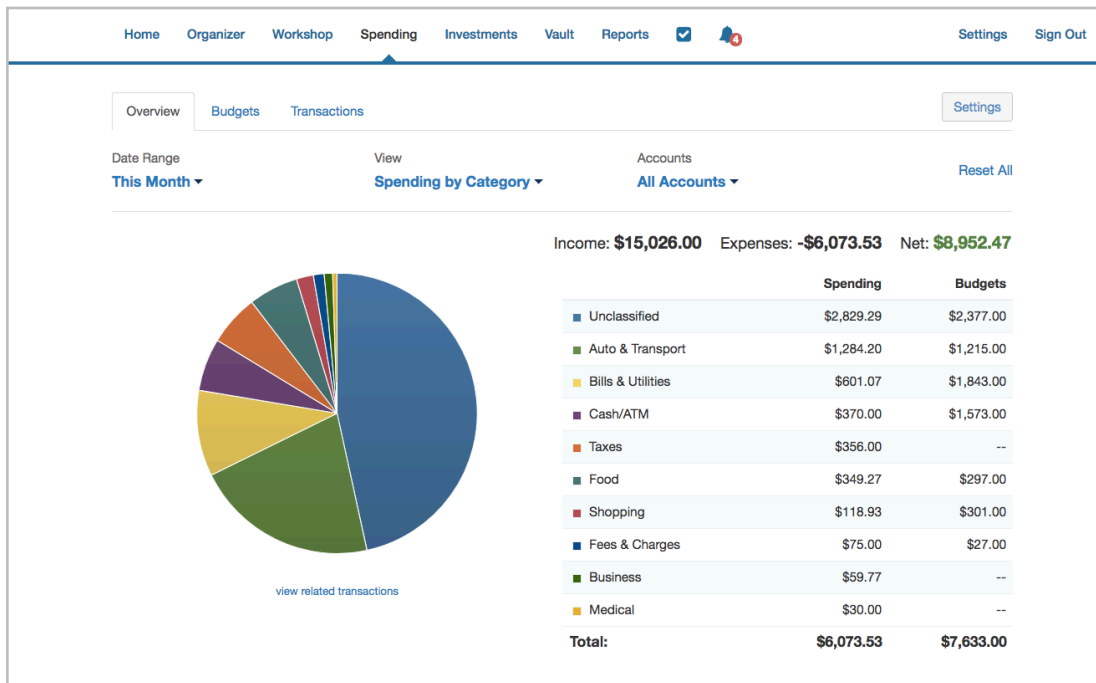 Home Organizer Workshop Spending Investments Vault Reports 4 Settings Sign Out
Overview Budgets Transactions Settings
Date Range View Accounts
This Month Spending by Category All Accounts Reset All
Income: $15,026.00 Expenses: -$6,073.53 Net: $8,952.47
Spending Budgets
Unclassified $2,829.29 $2,377.00
Auto & Transport $1,284.20 $1,215.00
Bills & Utilities $601.07 $1,843.00
Cash/ATM $370.00 $1,573.00
Taxes $356.00 --
Food $349.27 $297.00
Shopping $118.93 $301.00
Fees & Charges $75.00 $27.00
Business $59.77 --
Medical $30.00 --
Total: $6,073.53 $7,633.00
view related transactions